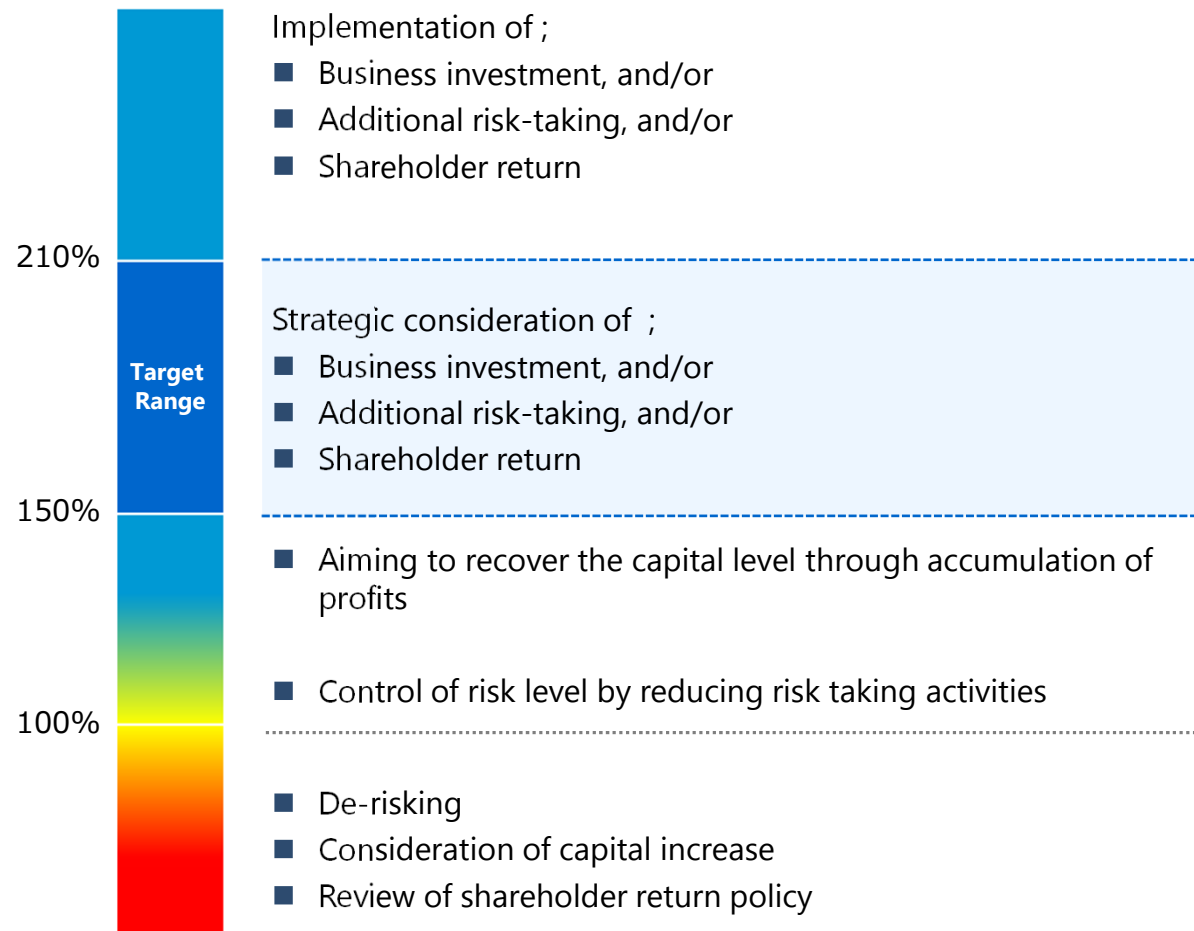 Implementation of ;
■ Business investment, and/or
■ Additional risk-taking, and/or
■ Shareholder return
210%
Strategic consideration of ;
■ Business investment, and/or
■ Additional risk-taking, and/or
■ Shareholder return
Target
Range
150%
■ Aiming to recover the capital level through accumulation of
profits
■ Control of risk level by reducing risk taking activities
100%
■ De-risking
■ Consideration of capital increase
■ Review of shareholder return policy